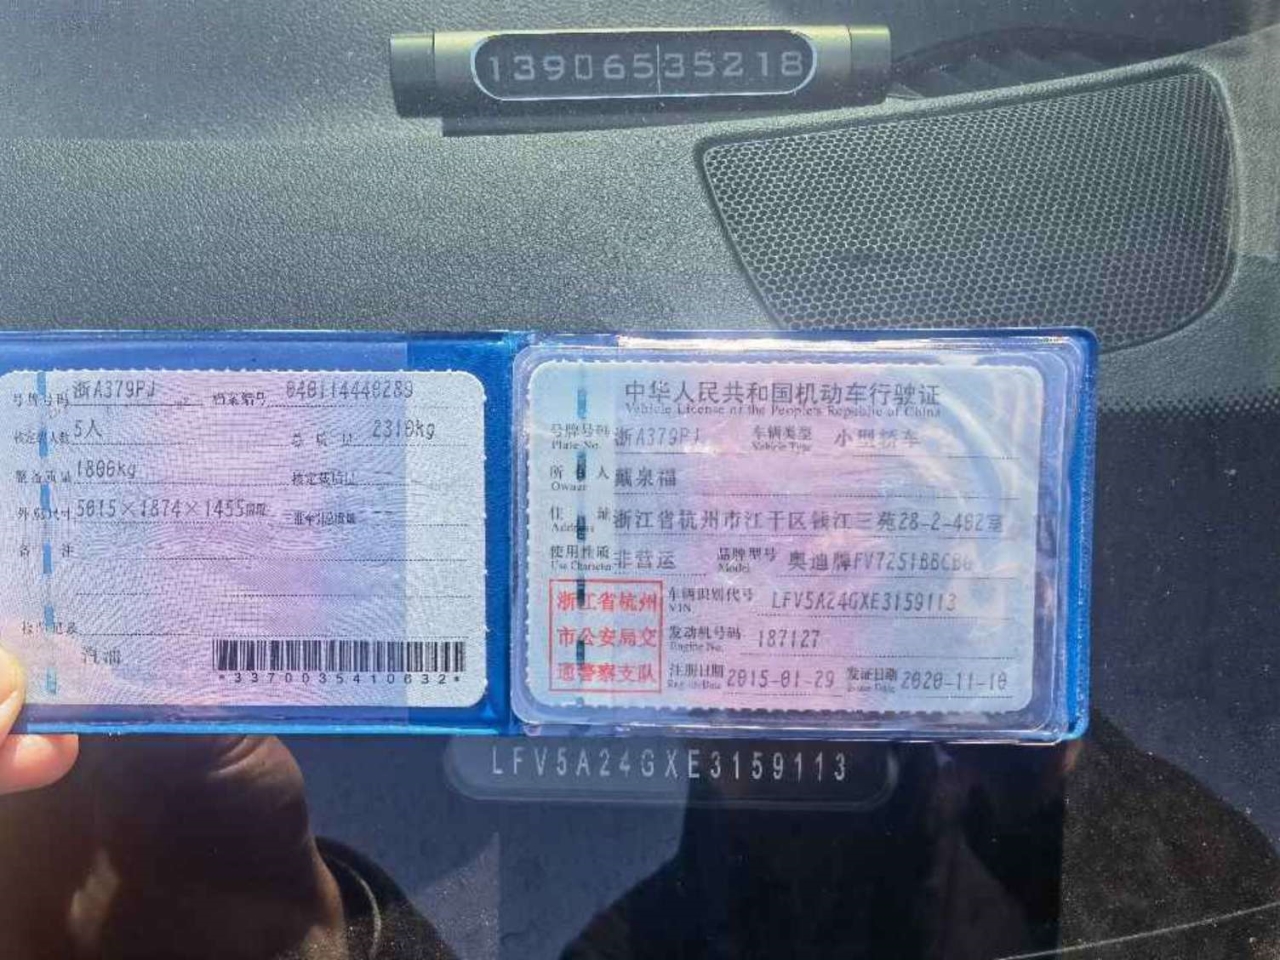 13906535218
号牌号码 浙A379PJ 档案编号 040114440289
核定载人数 5人 总质量 2310kg
整备质量 1806kg 核定载质量
外廓尺寸 5015×1874×1455mm
备注
检验记录
汽油
*3370035410632*
中华人民共和国机动车行驶证
Vehicle License of the People's Republic of China
号牌号码 浙A379PJ 车辆类型 小型轿车
Plate No. Vehicle Type
所有人 戴泉福
Owner
住址 浙江省杭州市江干区钱江三苑28-2-402室
Address
使用性质 非营运 品牌型号 奥迪牌FV7251BBCBG
Use Character Model
浙江省杭州
市公安局交
通警察支队
车辆识别代号 LFV5A24GXE3159113
VIN
发动机号码 187127
Engine No.
注册日期 2015-01-29 发证日期 2020-11-10
Register Date Issue Date
LFV5A24GXE3159113